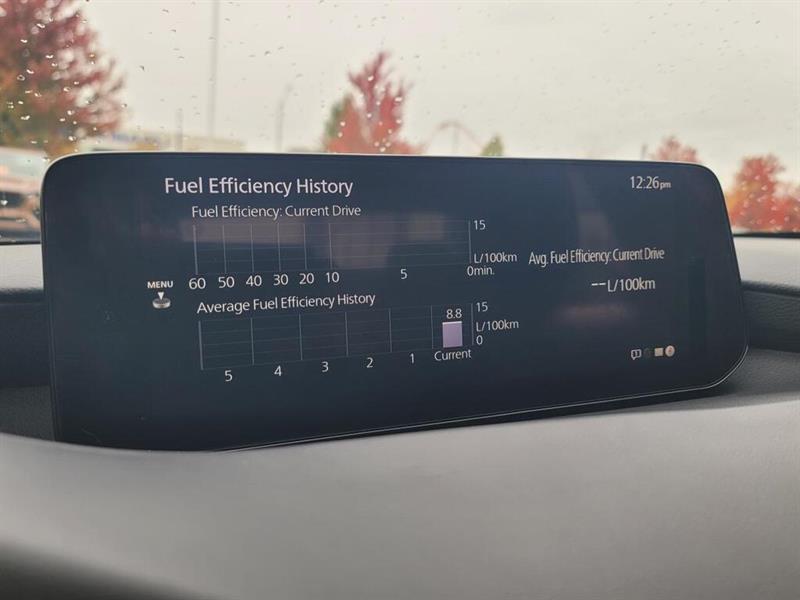 Fuel Efficiency History
12:26pm
Fuel Efficiency: Current Drive
15
L/100km
60 50 40 30 20 10 5 0min.
Avg. Fuel Efficiency: Current Drive
--L/100km
MENU
Average Fuel Efficiency History
15
8.8
L/100km
0
5 4 3 2 1 Current